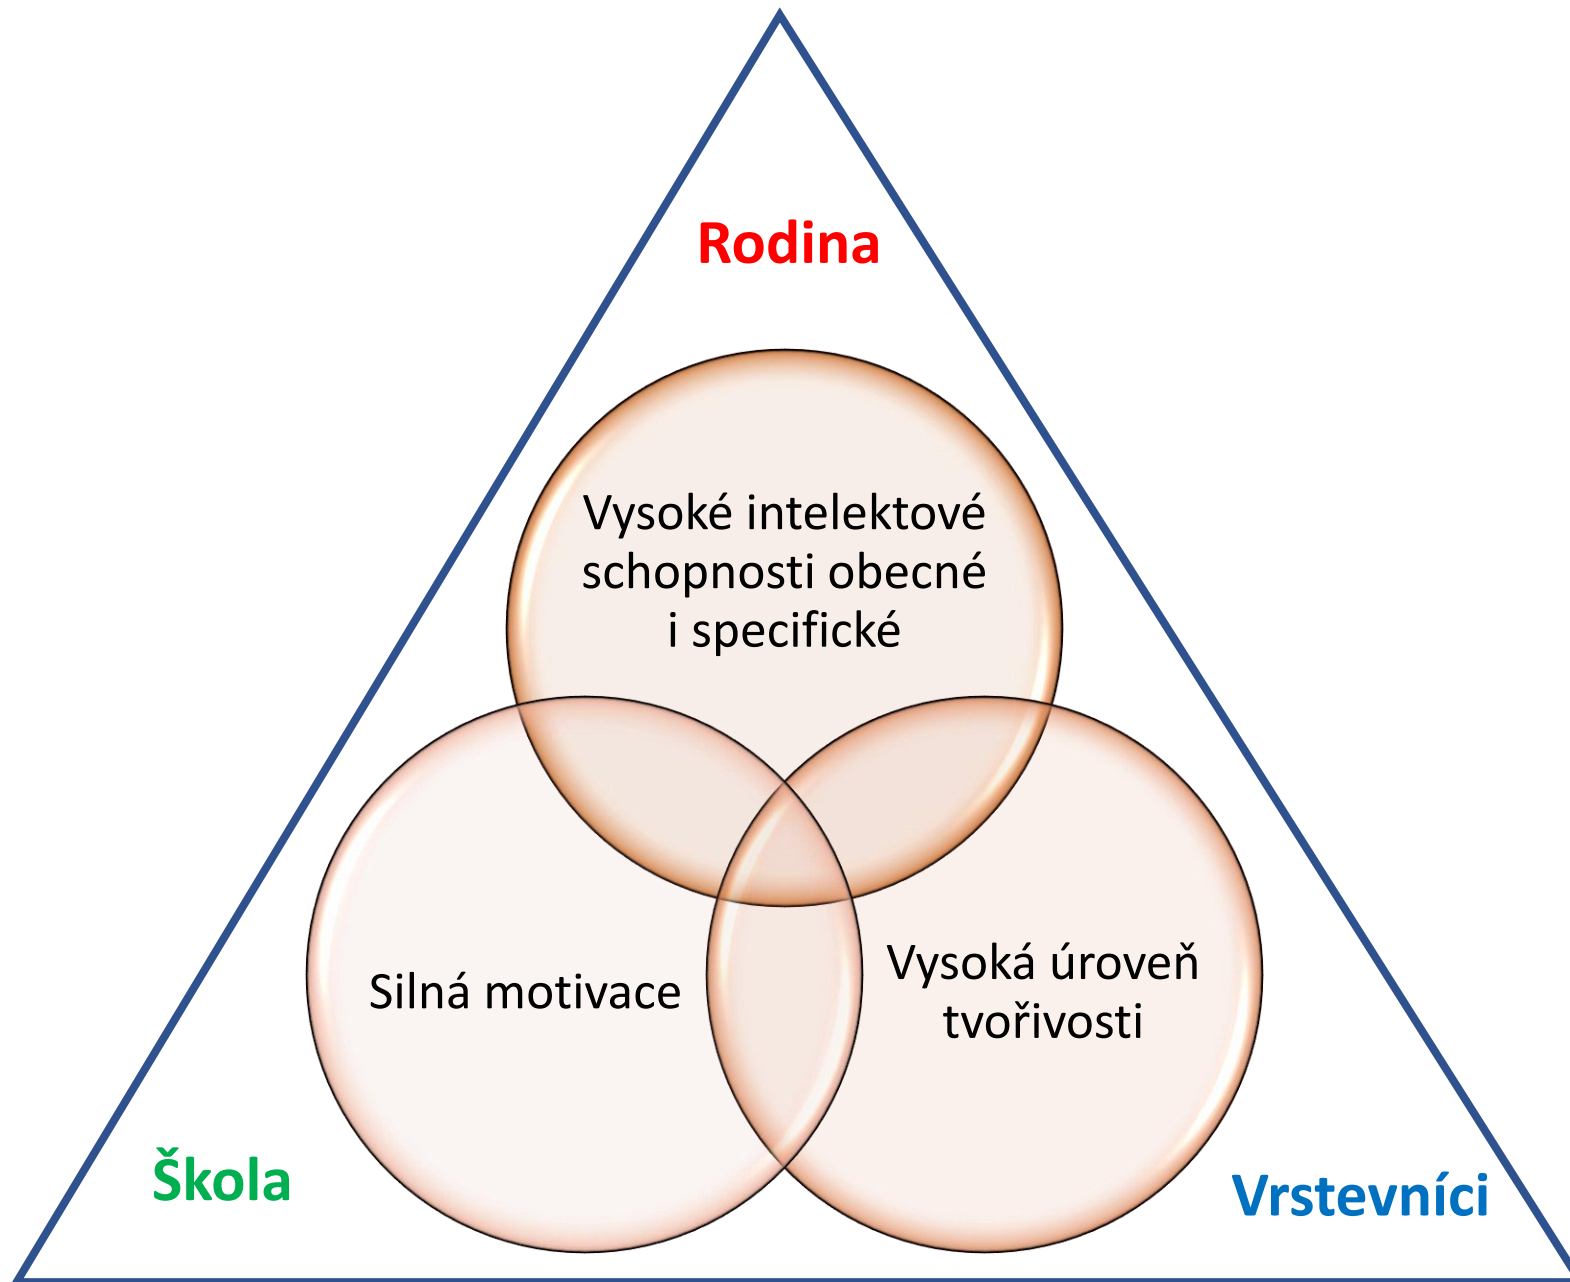 Rodina
Vysoké intelektové
schopnosti obecné
i specifické
Silná motivace
Vysoká úroveň
tvořivosti
Škola
Vrstevníci